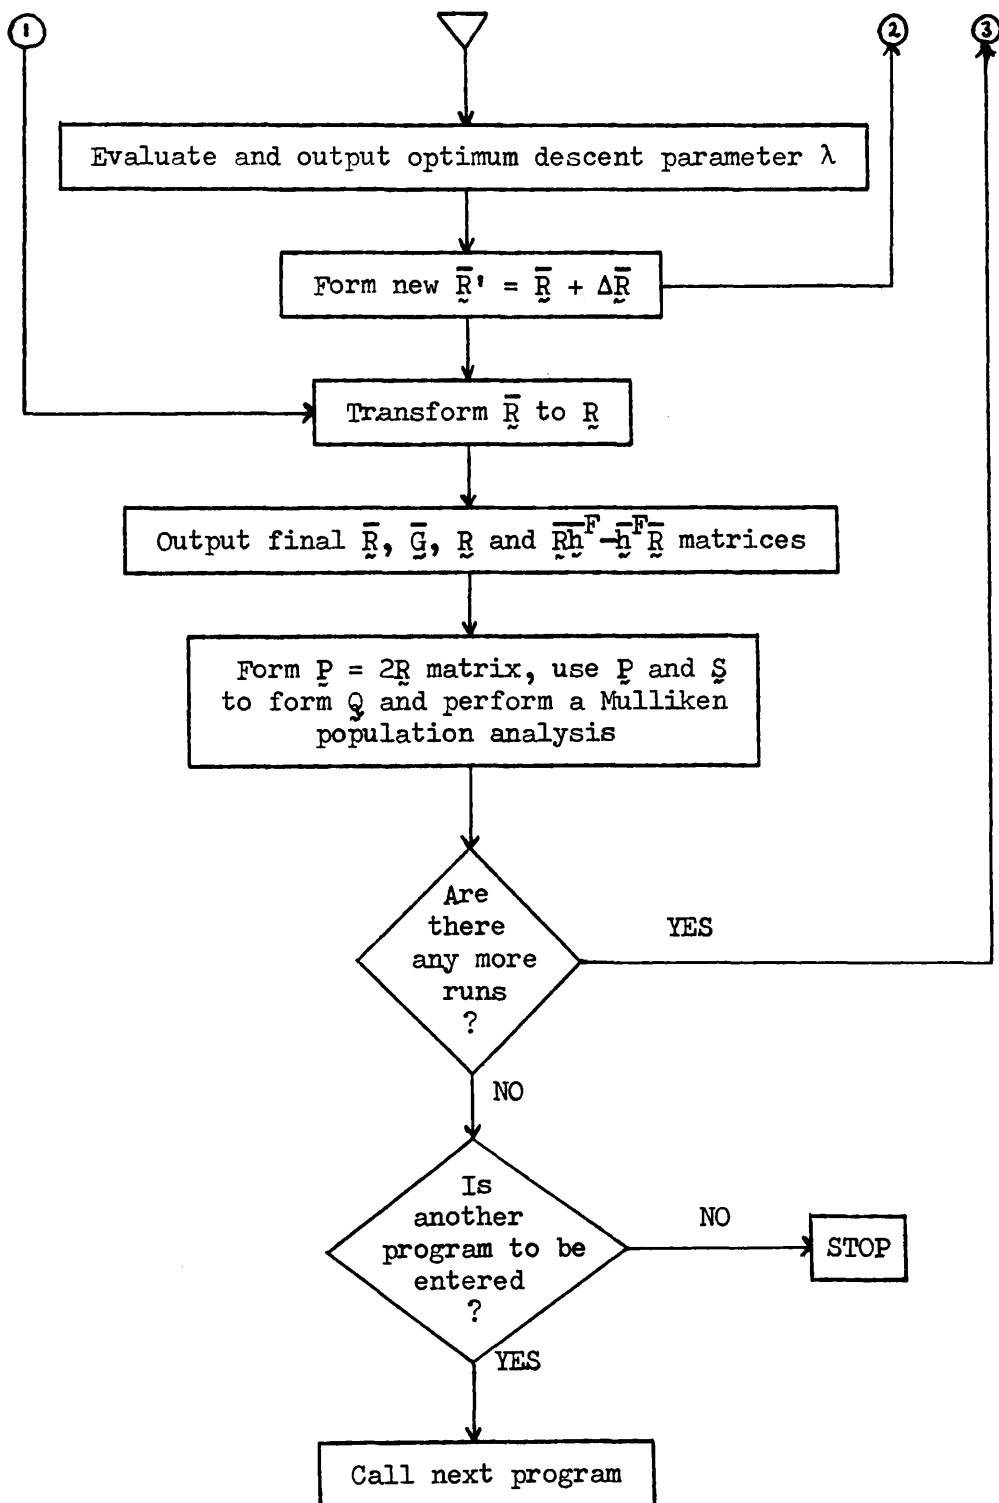 1
2
3
Evaluate and output optimum descent parameter λ
Form new R̰̄' = R̰̄ + ΔR̰̄
Transform R̰̄ to R̰
Output final R̰̄, Ḡ̰, R̰ and R̰̄h̰̄ᶠ-h̰̄ᶠR̰̄ matrices
Form P̰ = 2R̰ matrix, use P̰ and S̰
to form Q̰ and perform a Mulliken
population analysis
Are
there
any more
runs
?
YES
NO
Is
another
program to be
entered
?
NO
STOP
YES
Call next program